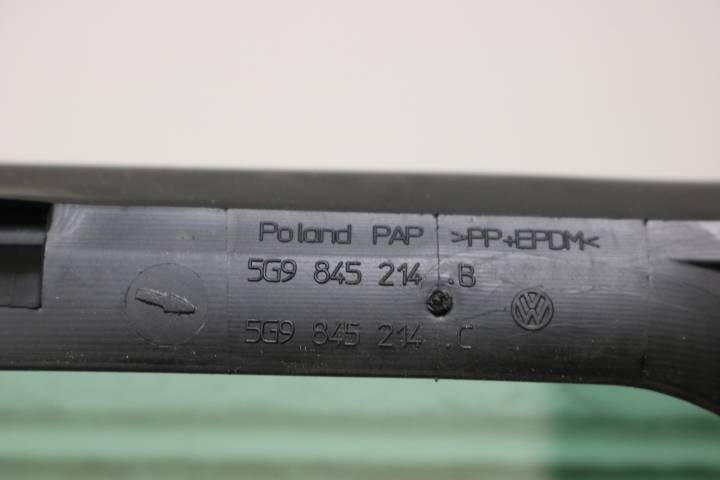 Poland PAP >PP+EPDM<
5G9 845 214 .B
5G9 845 214 .C